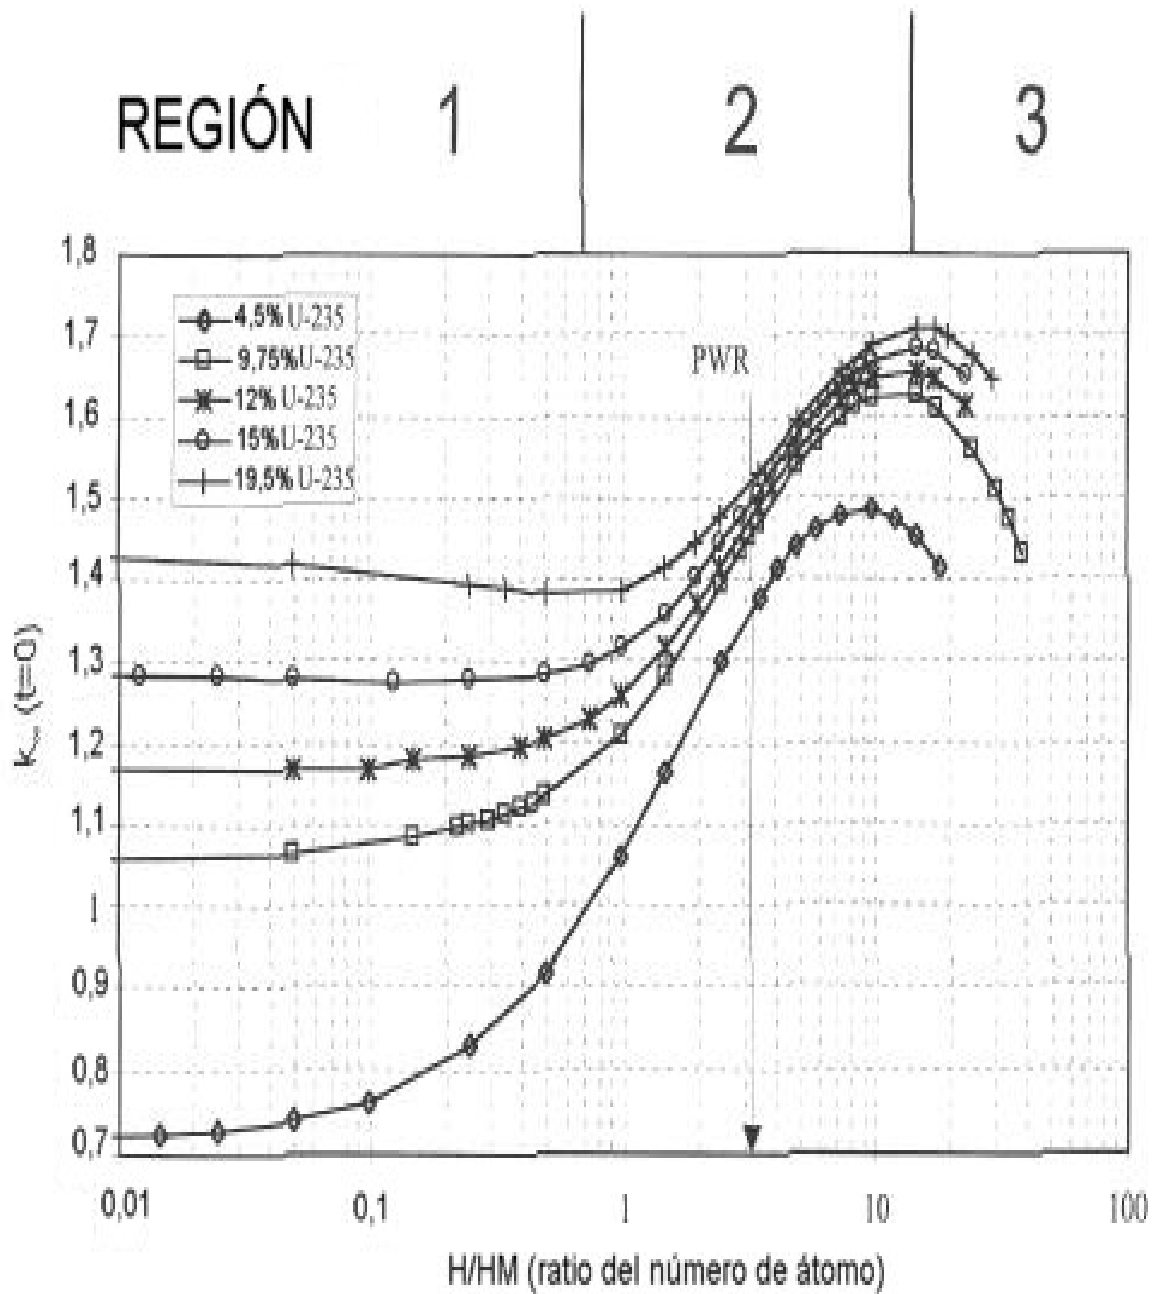 REGIÓN 1 2 3
1,8
1,7
1,6
1,5
1,4
1,3
1,2
1,1
1
0,9
0,8
0,7
4,5% U-235
9,75% U-235
12% U-235
15% U-235
19,5% U-235
PWR
k∞ (t=0)
0,01 0,1 1 10 100
H/HM (ratio del número de átomo)